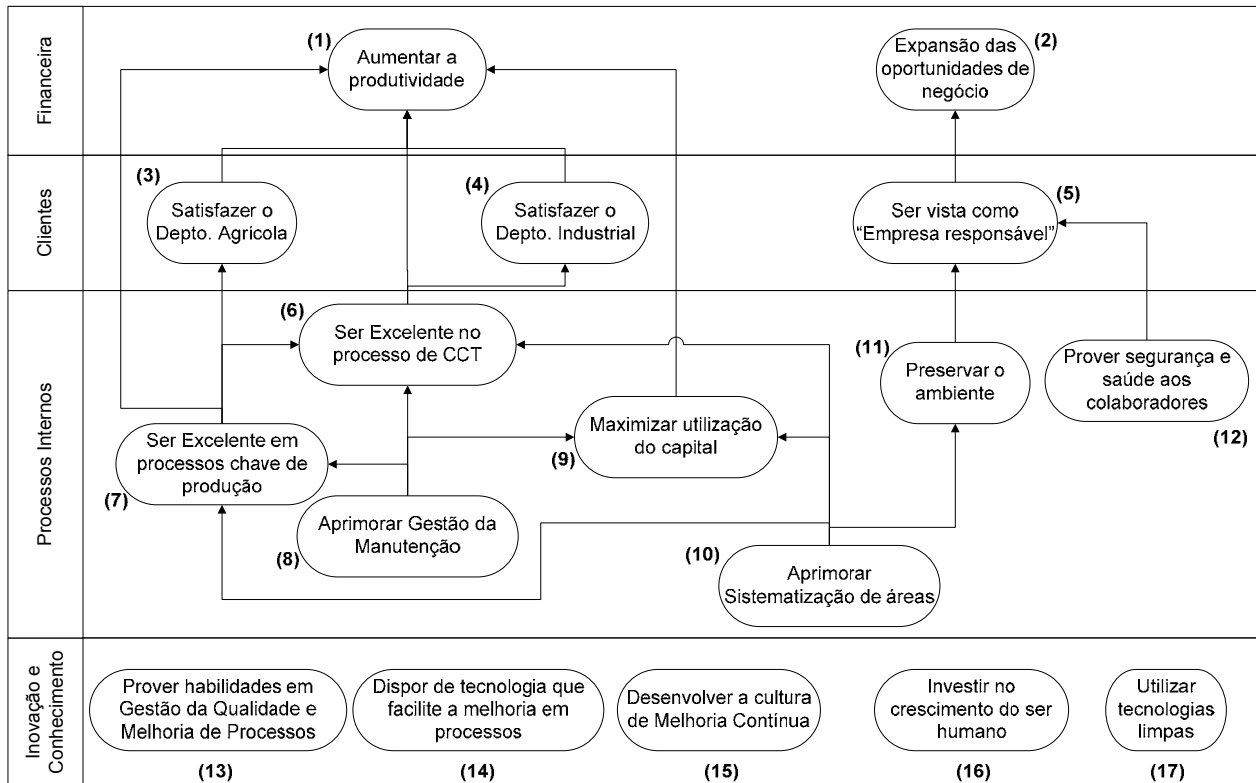 Financeira
(1)
Aumentar a
produtividade
Expansão das
oportunidades de
negócio
(2)
Clientes
(3)
Satisfazer o
Depto. Agricola
(4)
Satisfazer o
Depto. Industrial
Ser vista como
“Empresa responsável”
(5)
Processos Internos
(6)
Ser Excelente no
processo de CCT
(11)
Preservar o
ambiente
Prover segurança e
saúde aos
colaboradores
(12)
Ser Excelente em
processos chave de
produção
(7)
Maximizar utilização
do capital
(9)
Aprimorar Gestão da
Manutenção
(8)
(10)
Aprimorar
Sistematização de áreas
Inovação e
Conhecimento
Prover habilidades em
Gestão da Qualidade e
Melhoria de Processos
(13)
Dispor de tecnologia que
facilite a melhoria em
processos
(14)
Desenvolver a cultura
de Melhoria Contínua
(15)
Investir no
crescimento do ser
humano
(16)
Utilizar
tecnologias
limpas
(17)